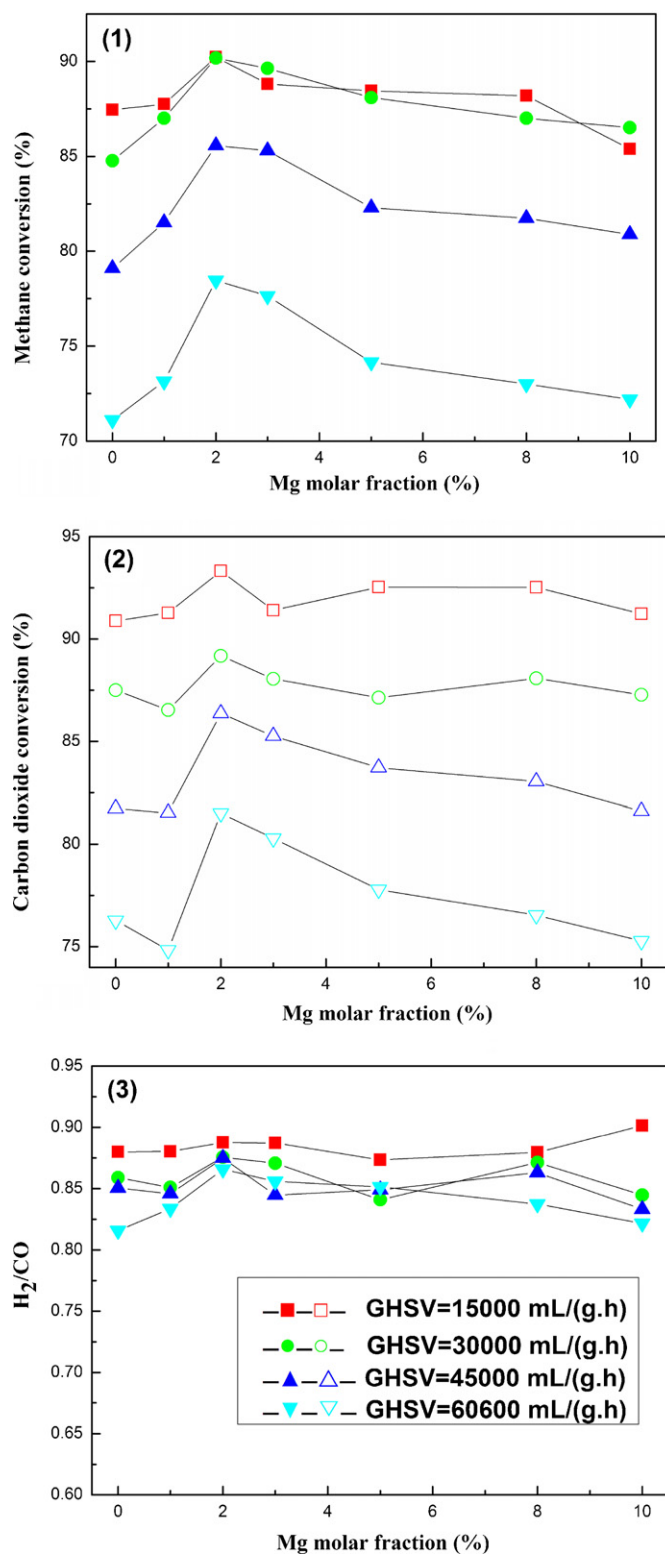 (1)
90
85
80
75
70
Methane conversion (%)
0 2 4 6 8 10
Mg molar fraction (%)
(2)
95
90
85
80
75
Carbon dioxide conversion (%)
0 2 4 6 8 10
Mg molar fraction (%)
(3)
0.95
0.90
0.85
0.80
0.75
0.70
0.65
0.60
H2/CO
GHSV=15000 mL/(g.h)
GHSV=30000 mL/(g.h)
GHSV=45000 mL/(g.h)
GHSV=60600 mL/(g.h)
0 2 4 6 8 10
Mg molar fraction (%)